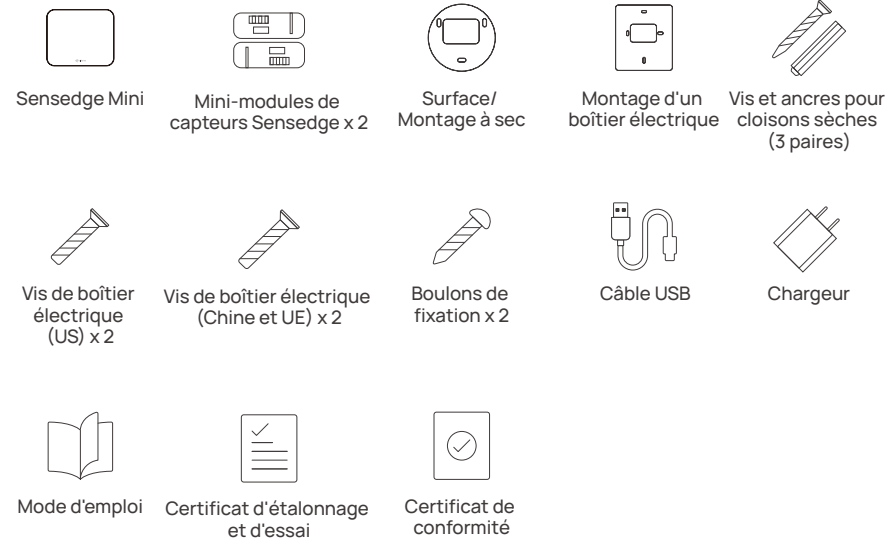 Sensedge Mini
Mini-modules de
capteurs Sensedge x 2
Surface/
Montage à sec
Montage d'un
boîtier électrique
Vis et ancres pour
cloisons sèches
(3 paires)
Vis de boîtier
électrique
(US) x 2
Vis de boîtier électrique
(Chine et UE) x 2
Boulons de
fixation x 2
Câble USB
Chargeur
Mode d'emploi
Certificat d'étalonnage
et d'essai
Certificat de
conformité